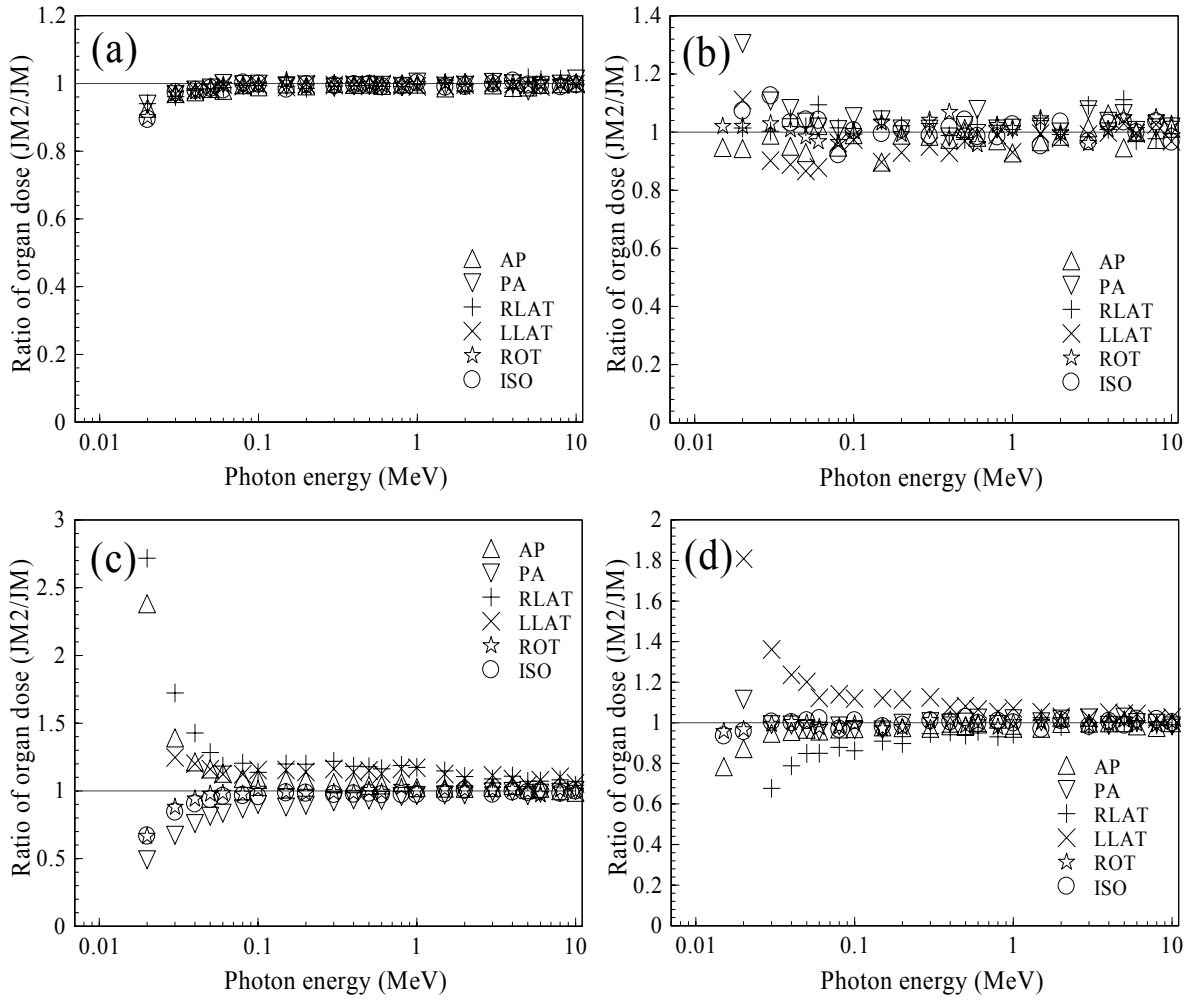 (a)
Ratio of organ dose (JM2/JM)
1.2
1
0.8
0.6
0.4
0.2
0
AP
PA
RLAT
LLAT
ROT
ISO
0.01 0.1 1 10
Photon energy (MeV)
(b)
Ratio of organ dose (JM2/JM)
1.4
1.2
1
0.8
0.6
0.4
0.2
0
AP
PA
RLAT
LLAT
ROT
ISO
0.01 0.1 1 10
Photon energy (MeV)
(c)
Ratio of organ dose (JM2/JM)
3
2.5
2
1.5
1
0.5
0
AP
PA
RLAT
LLAT
ROT
ISO
0.01 0.1 1 10
Photon energy (MeV)
(d)
Ratio of organ dose (JM2/JM)
2
1.8
1.6
1.4
1.2
1
0.8
0.6
0.4
0.2
0
AP
PA
RLAT
LLAT
ROT
ISO
0.01 0.1 1 10
Photon energy (MeV)